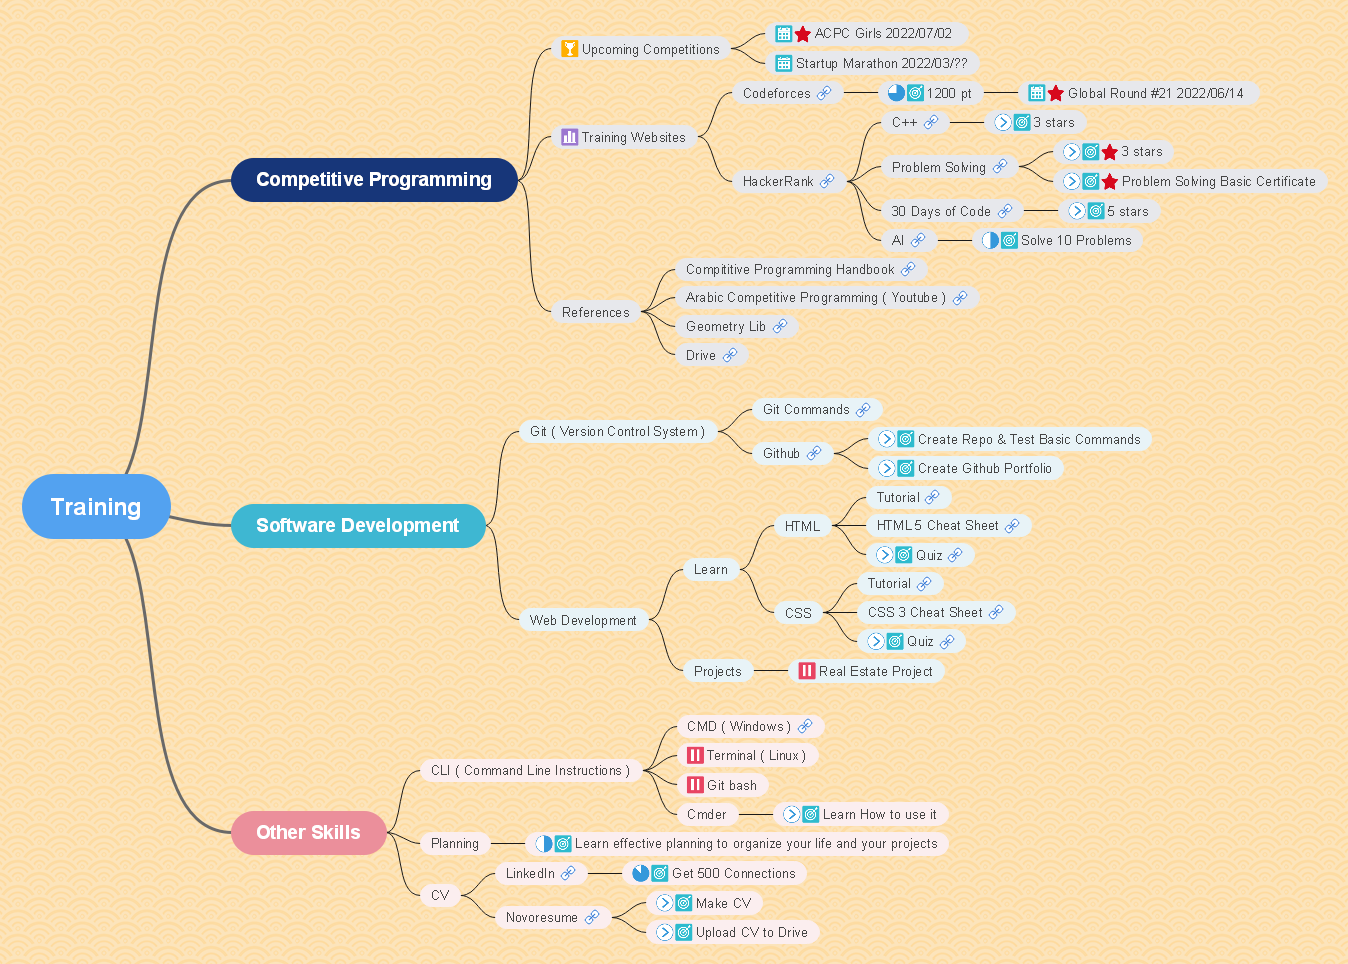 Training
Competitive Programming
Upcoming Competitions
ACPC Girls 2022/07/02
Startup Marathon 2022/03/??
Training Websites
Codeforces
1200 pt
Global Round #21 2022/06/14
HackerRank
C++
3 stars
Problem Solving
3 stars
Problem Solving Basic Certificate
30 Days of Code
5 stars
AI
Solve 10 Problems
References
Compititive Programming Handbook
Arabic Competitive Programming ( Youtube )
Geometry Lib
Drive
Software Development
Git ( Version Control System )
Git Commands
Github
Create Repo & Test Basic Commands
Create Github Portfolio
Web Development
Learn
HTML
Tutorial
HTML 5 Cheat Sheet
Quiz
CSS
Tutorial
CSS 3 Cheat Sheet
Quiz
Projects
Real Estate Project
Other Skills
CLI ( Command Line Instructions )
CMD ( Windows )
Terminal ( Linux )
Git bash
Cmder
Learn How to use it
Planning
Learn effective planning to organize your life and your projects
CV
LinkedIn
Get 500 Connections
Novoresume
Make CV
Upload CV to Drive